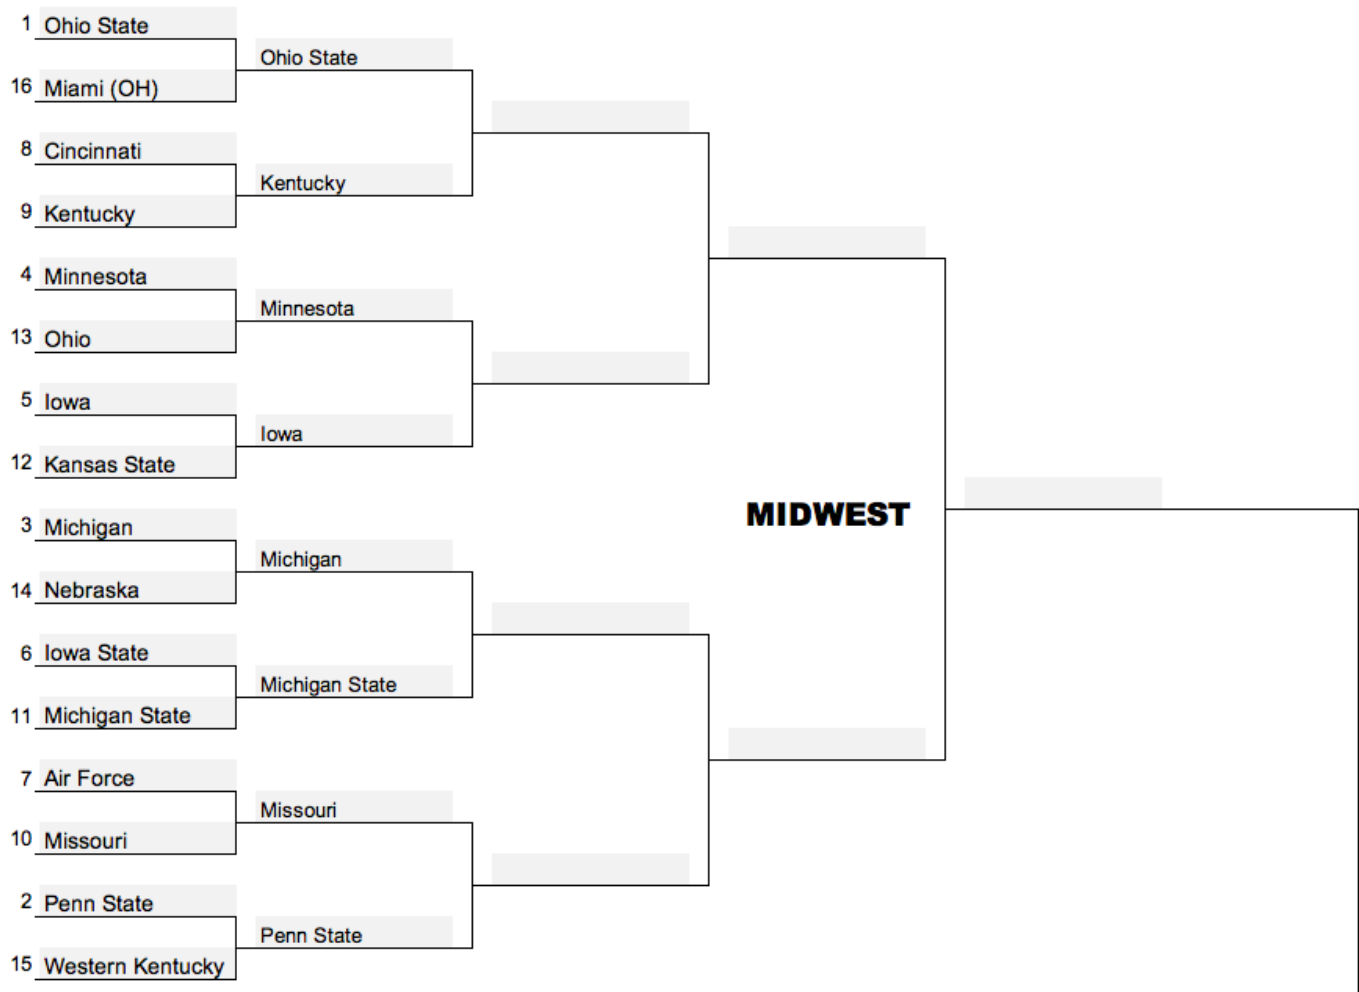 1 Ohio State
Ohio State
16 Miami (OH)
8 Cincinnati
Kentucky
9 Kentucky
4 Minnesota
Minnesota
13 Ohio
5 Iowa
Iowa
12 Kansas State
MIDWEST
3 Michigan
Michigan
14 Nebraska
6 Iowa State
Michigan State
11 Michigan State
7 Air Force
Missouri
10 Missouri
2 Penn State
Penn State
15 Western Kentucky